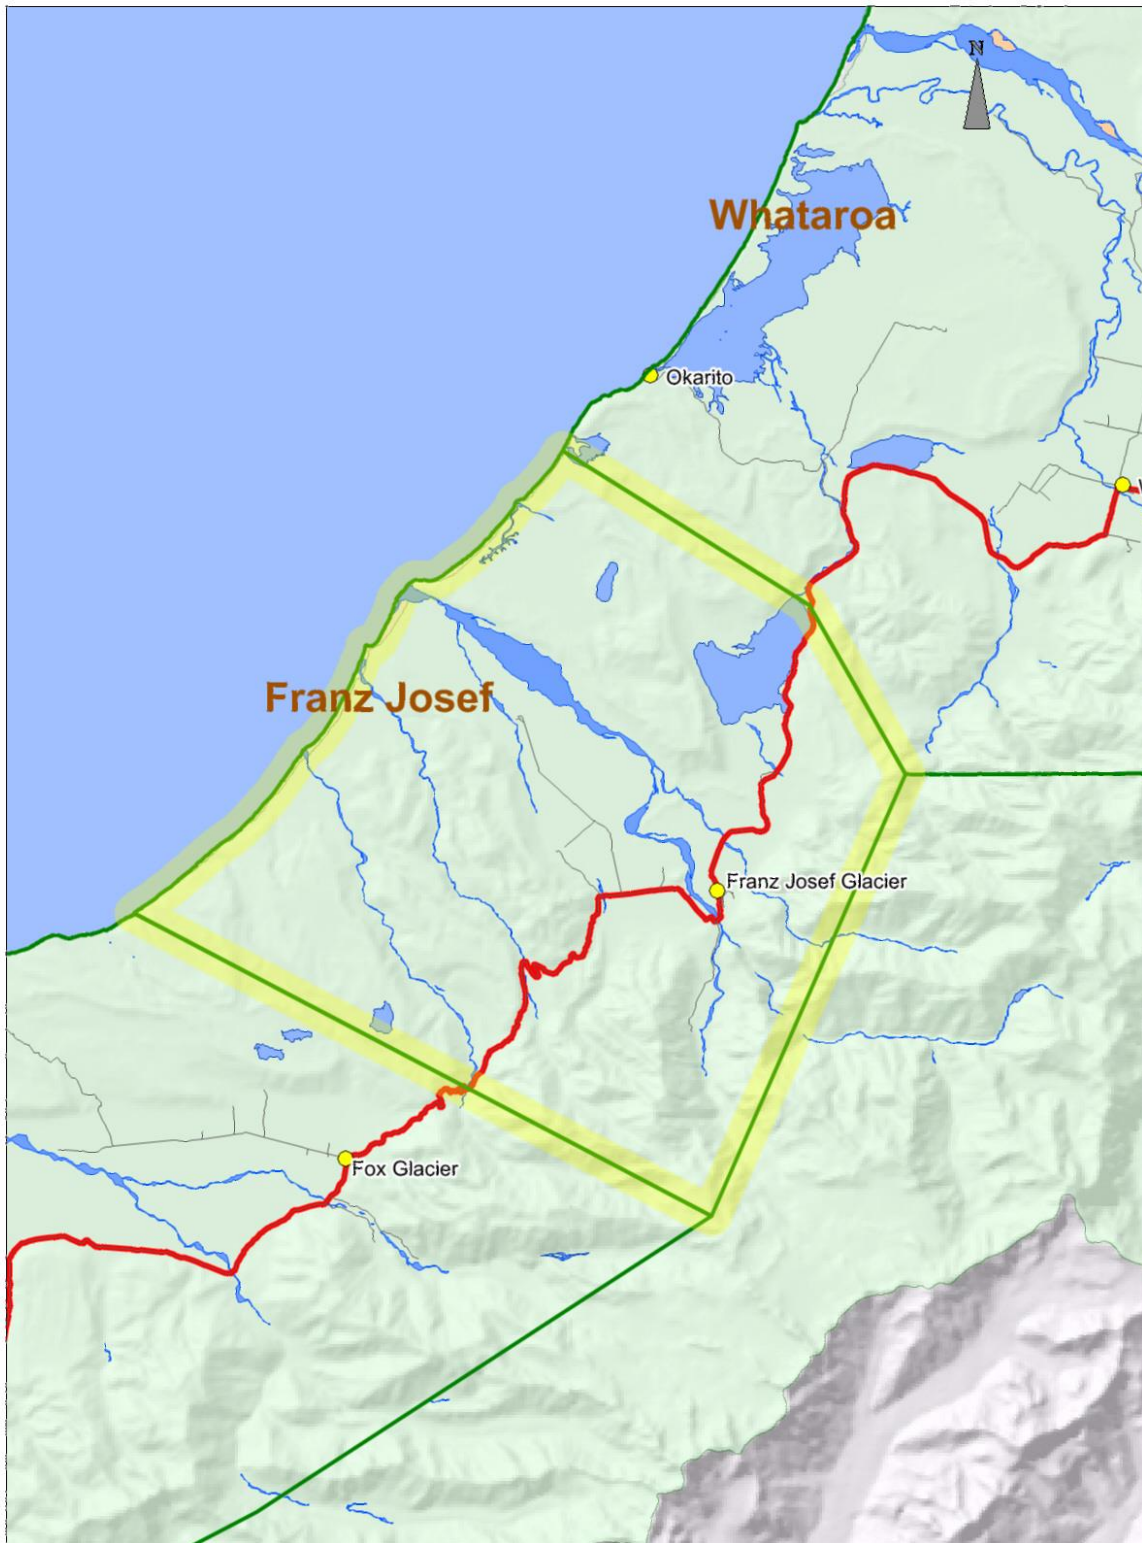 N
Whataroa
Okarito
Franz Josef
Franz Josef Glacier
Fox Glacier